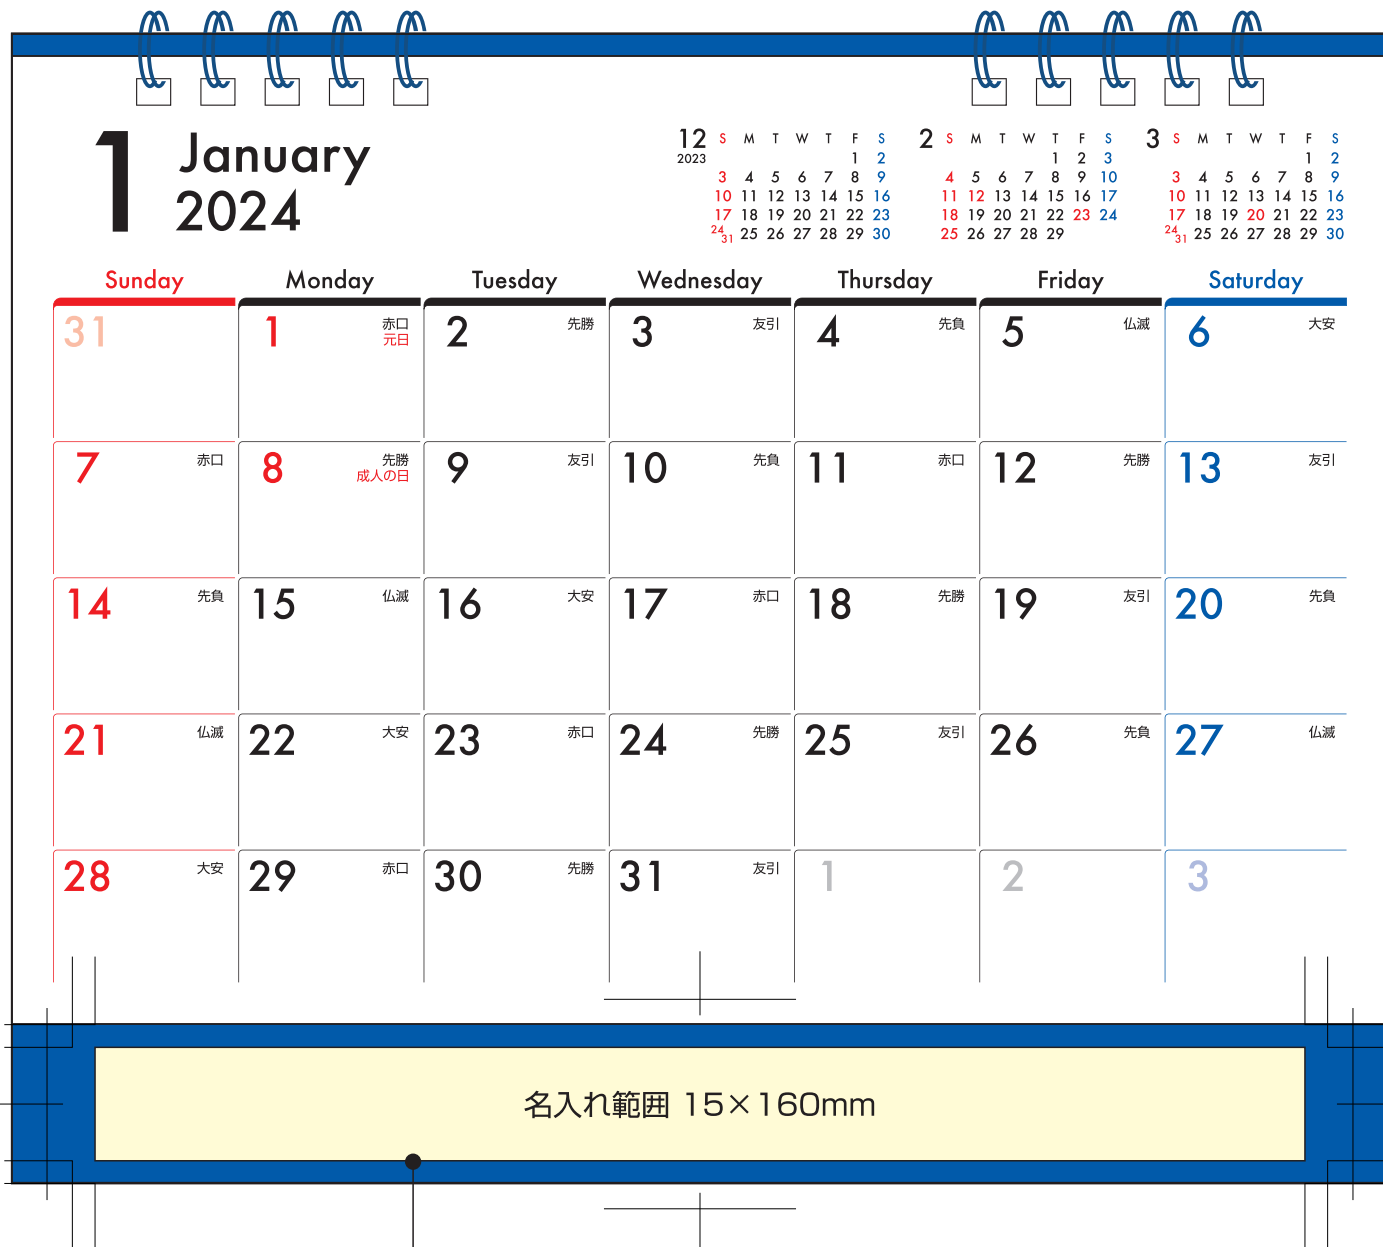 1 January
2024
12 S M T W T F S
2023 1 2
3 4 5 6 7 8 9
10 11 12 13 14 15 16
17 18 19 20 21 22 23
24 31 25 26 27 28 29 30
2 S M T W T F S
1 2 3
4 5 6 7 8 9 10
11 12 13 14 15 16 17
18 19 20 21 22 23 24
25 26 27 28 29
3 S M T W T F S
1 2
3 4 5 6 7 8 9
10 11 12 13 14 15 16
17 18 19 20 21 22 23
24 31 25 26 27 28 29 30
Sunday Monday Tuesday Wednesday Thursday Friday Saturday
31 1 赤口 2 先勝 3 友引 4 先負 5 仏滅 6 大安
元日
7 赤口 8 先勝 9 友引 10 先負 11 赤口 12 先勝 13 友引
成人の日
14 先負 15 仏滅 16 大安 17 赤口 18 先勝 19 友引 20 先負
21 仏滅 22 大安 23 赤口 24 先勝 25 友引 26 先負 27 仏滅
28 大安 29 赤口 30 先勝 31 友引 1 2 3
名入れ範囲 15×160mm